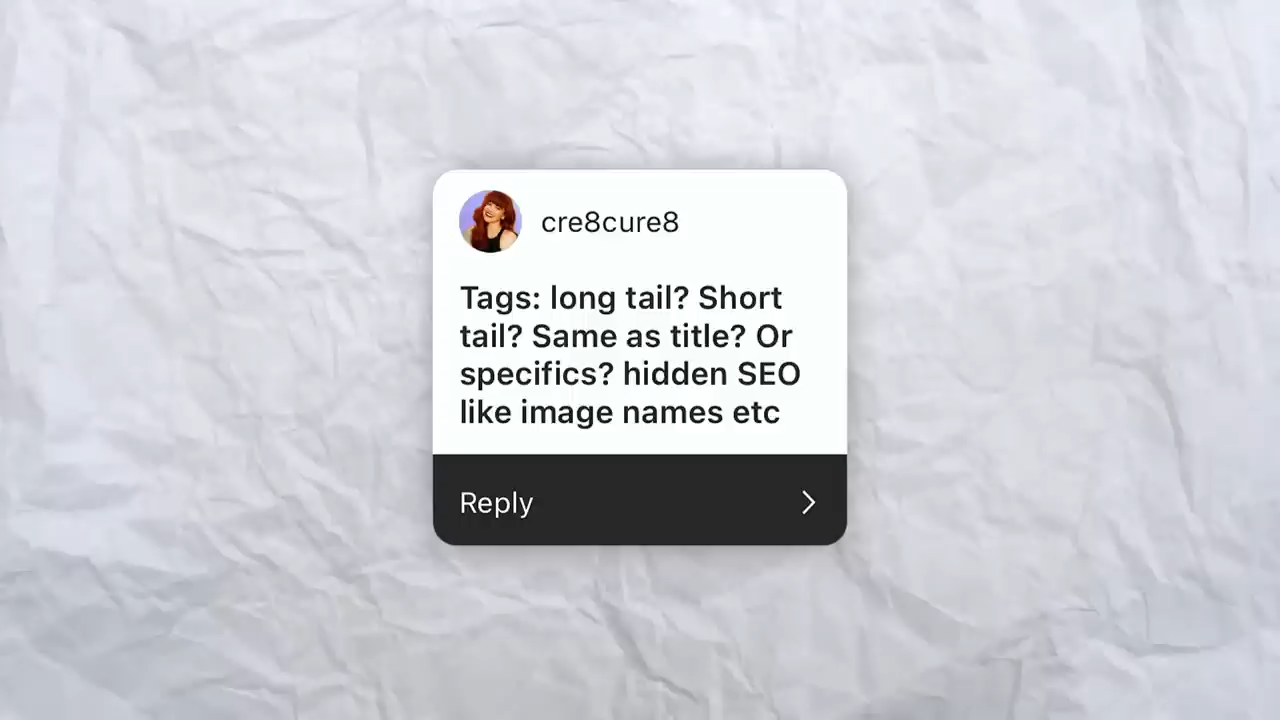 cre8cure8
Tags: long tail? Short
tail? Same as title? Or
specifics? hidden SEO
like image names etc
Reply